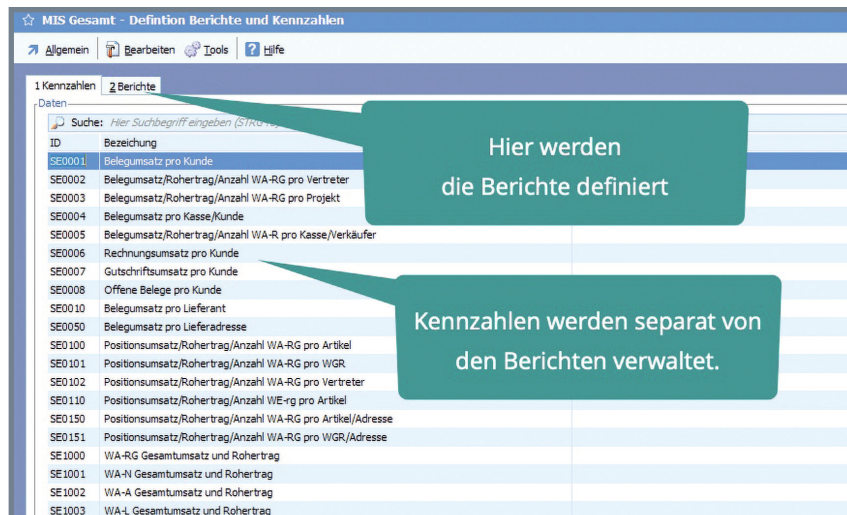 MIS Gesamt - Defintion Berichte und Kennzahlen
Allgemein Bearbeiten Tools Hilfe
1 Kennzahlen 2 Berichte
Daten
Suche: Hier Suchbegriff eingeben
ID Bezeichung
SE0001 Belegumsatz pro Kunde
SE0002 Belegumsatz/Rohertrag/Anzahl WA-RG pro Vertreter
SE0003 Belegumsatz/Rohertrag/Anzahl WA-RG pro Projekt
SE0004 Belegumsatz pro Kasse/Kunde
SE0005 Belegumsatz/Rohertrag/Anzahl WA-R pro Kasse/Verkäufer
SE0006 Rechnungsumsatz pro Kunde
SE0007 Gutschriftsumsatz pro Kunde
SE0008 Offene Belege pro Kunde
SE0010 Belegumsatz pro Lieferant
SE0050 Belegumsatz pro Lieferadresse
SE0100 Positionsumsatz/Rohertrag/Anzahl WA-RG pro Artikel
SE0101 Positionsumsatz/Rohertrag/Anzahl WA-RG pro WGR
SE0102 Positionsumsatz/Rohertrag/Anzahl WA-RG pro Vertreter
SE0110 Positionsumsatz/Rohertrag/Anzahl WE-rg pro Artikel
SE0150 Positionsumsatz/Rohertrag/Anzahl WA-RG pro Artikel/Adresse
SE0151 Positionsumsatz/Rohertrag/Anzahl WA-RG pro WGR/Adresse
SE1000 WA-RG Gesamtumsatz und Rohertrag
SE1001 WA-N Gesamtumsatz und Rohertrag
SE1002 WA-A Gesamtumsatz und Rohertrag
SE1003 WA-L Gesamtumsatz und Rohertrag
Hier werden
die Berichte definiert
Kennzahlen werden separat von
den Berichten verwaltet.